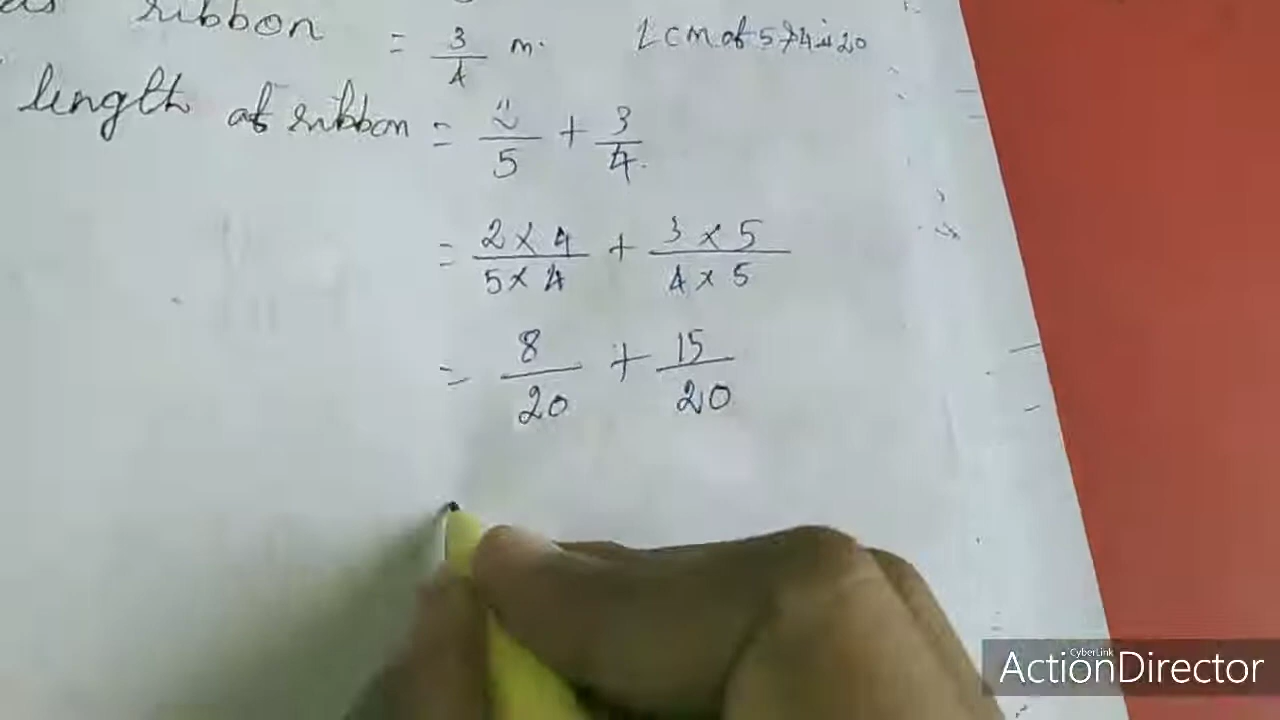 ribbon = 3/4 m. LCM of 5 & 4 is 20
length of ribbon = 2/5 + 3/4.
= 2 × 4 / 5 × 4 + 3 × 5 / 4 × 5
= 8/20 + 15/20
CyberLink
ActionDirector